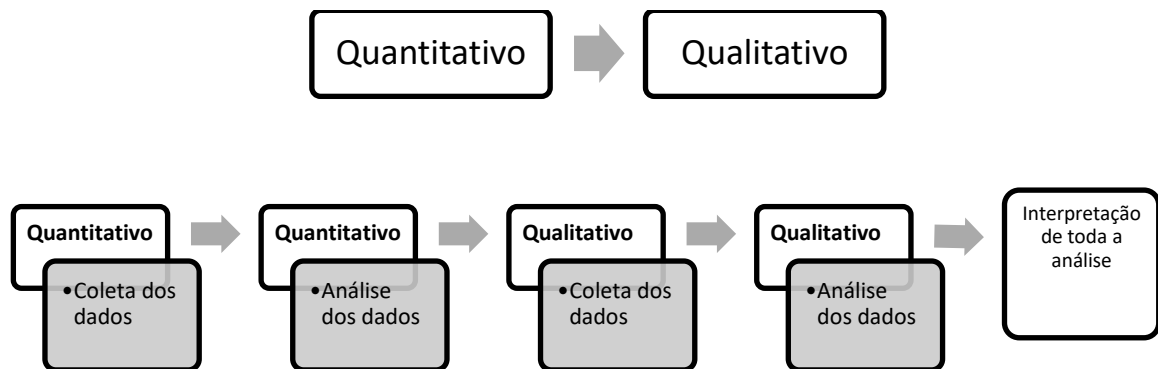 Quantitativo
Qualitativo
Quantitativo
•Coleta dos
dados
Quantitativo
•Análise
dos dados
Qualitativo
•Coleta dos
dados
Qualitativo
•Análise
dos dados
Interpretação
de toda a
análise